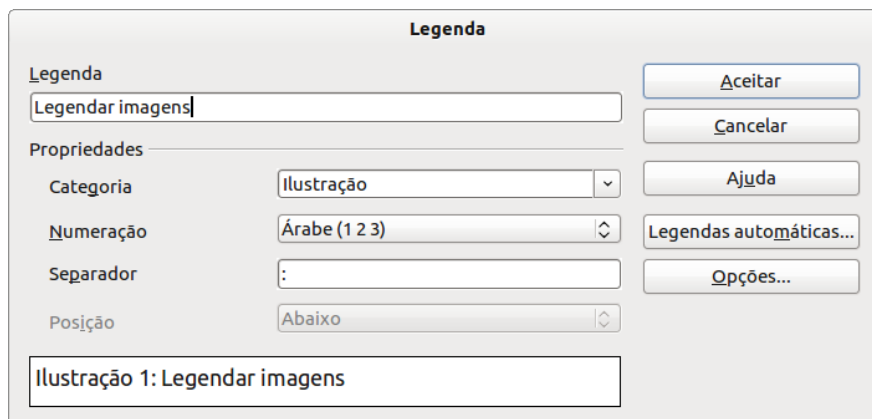 Legenda
Legenda
Legendar imagens
Propriedades
Categoria
Ilustração
Numeração
Árabe (1 2 3)
Separador
:
Posição
Abaixo
Ilustração 1: Legendar imagens
Aceitar
Cancelar
Ajuda
Legendas automáticas...
Opções...